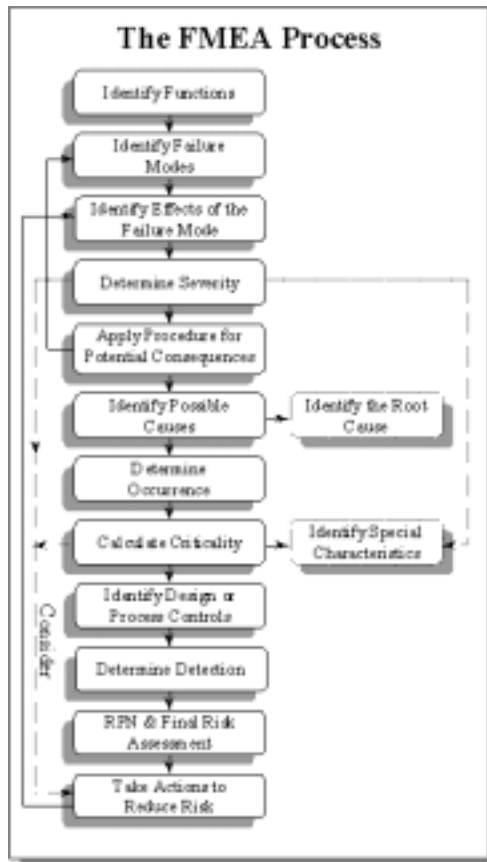 The FMEA Process
Identify Functions
Identify Failure
Modes
Identify Effects of the
Failure Mode
Determine Severity
Apply Procedure for
Potential Consequences
Identify Possible
Causes
Identify the Root
Cause
Determine
Occurrence
Calculate Criticality
Identify Special
Characteristics
Identify Design or
Process Controls
Consider
Determine Detection
RPN & Final Risk
Assessment
Take Actions to
Reduce Risk